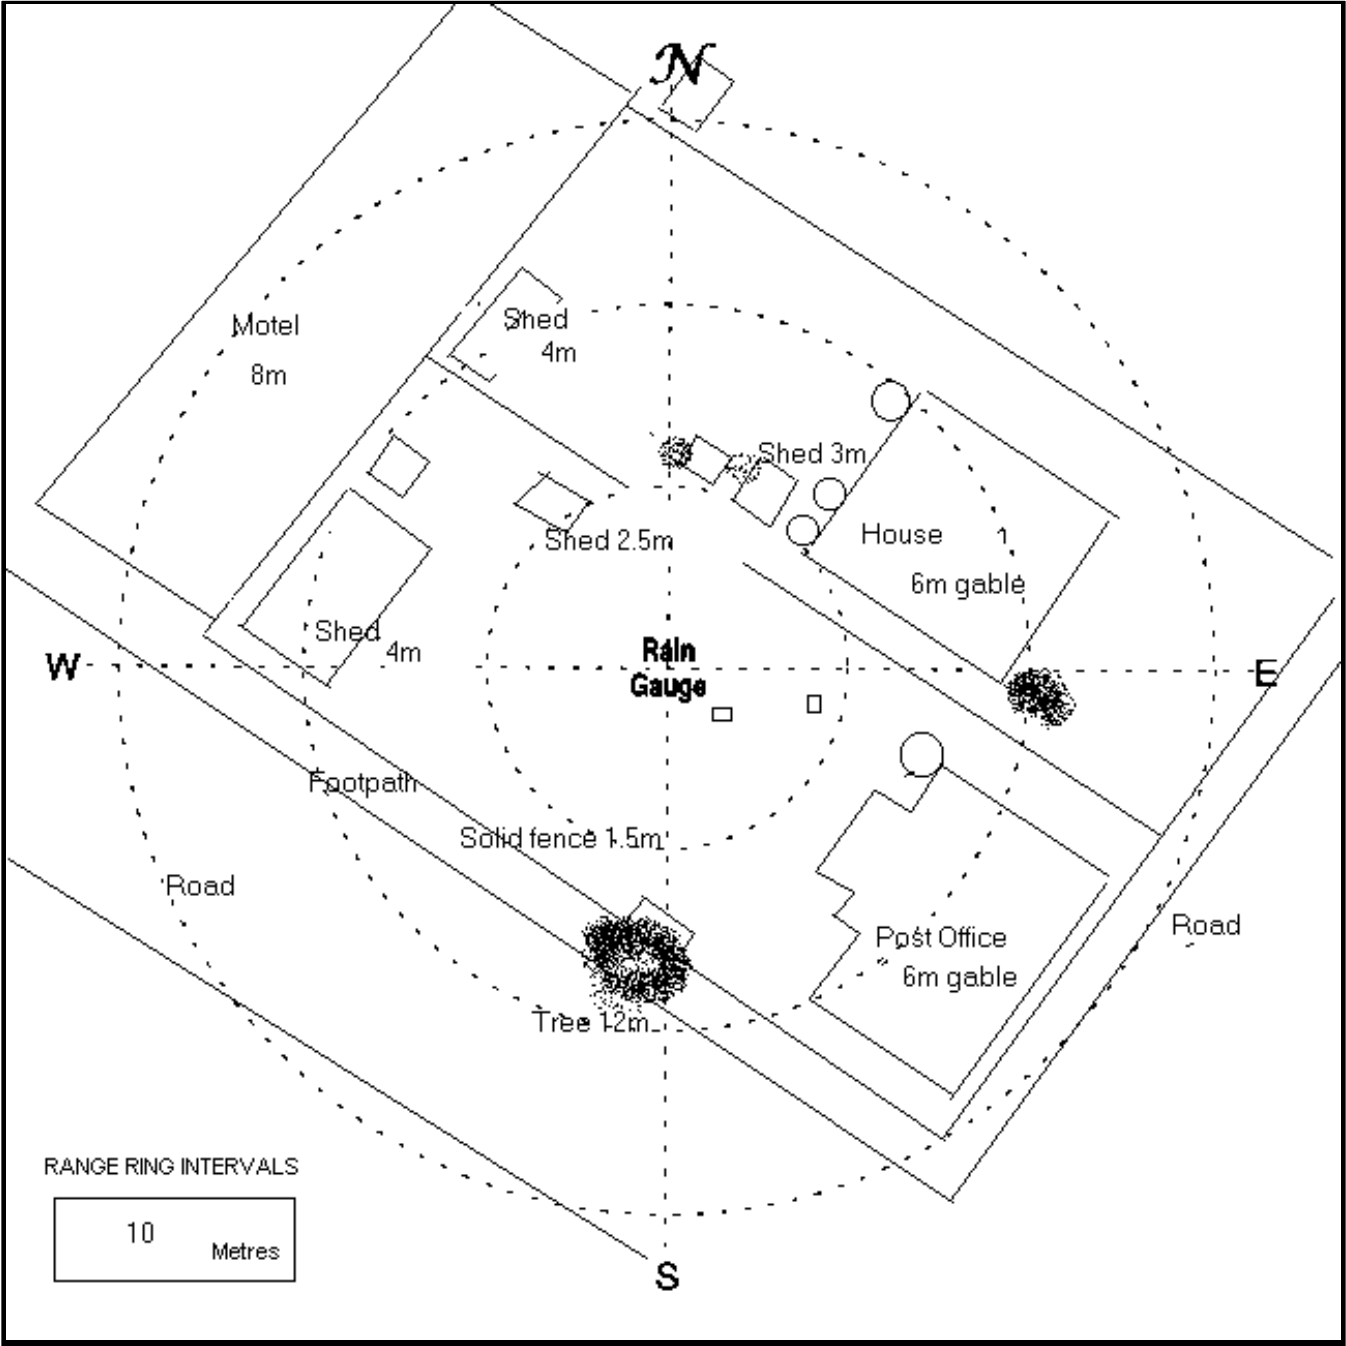 N
Shed
4m
Motel
8m
Shed 3m
Shed 2.5m
House
6m gable
Shed
4m
Rain
Gauge
W
E
Footpath
Solid fence 1.5m
Road
Road
Post Office
6m gable
Tree 12m
RANGE RING INTERVALS
10
Metres
S